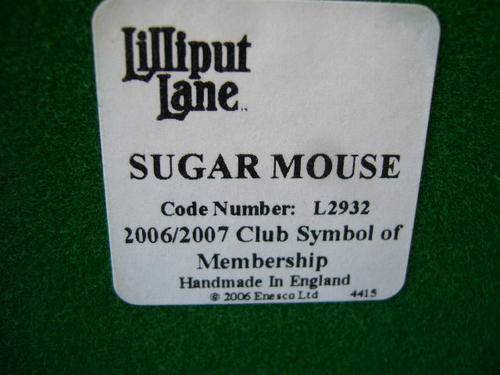 Lilliput
Lane
SUGAR MOUSE
Code Number: L2932
2006/2007 Club Symbol of
Membership
Handmade In England
© 2006 Enesco Ltd 4415